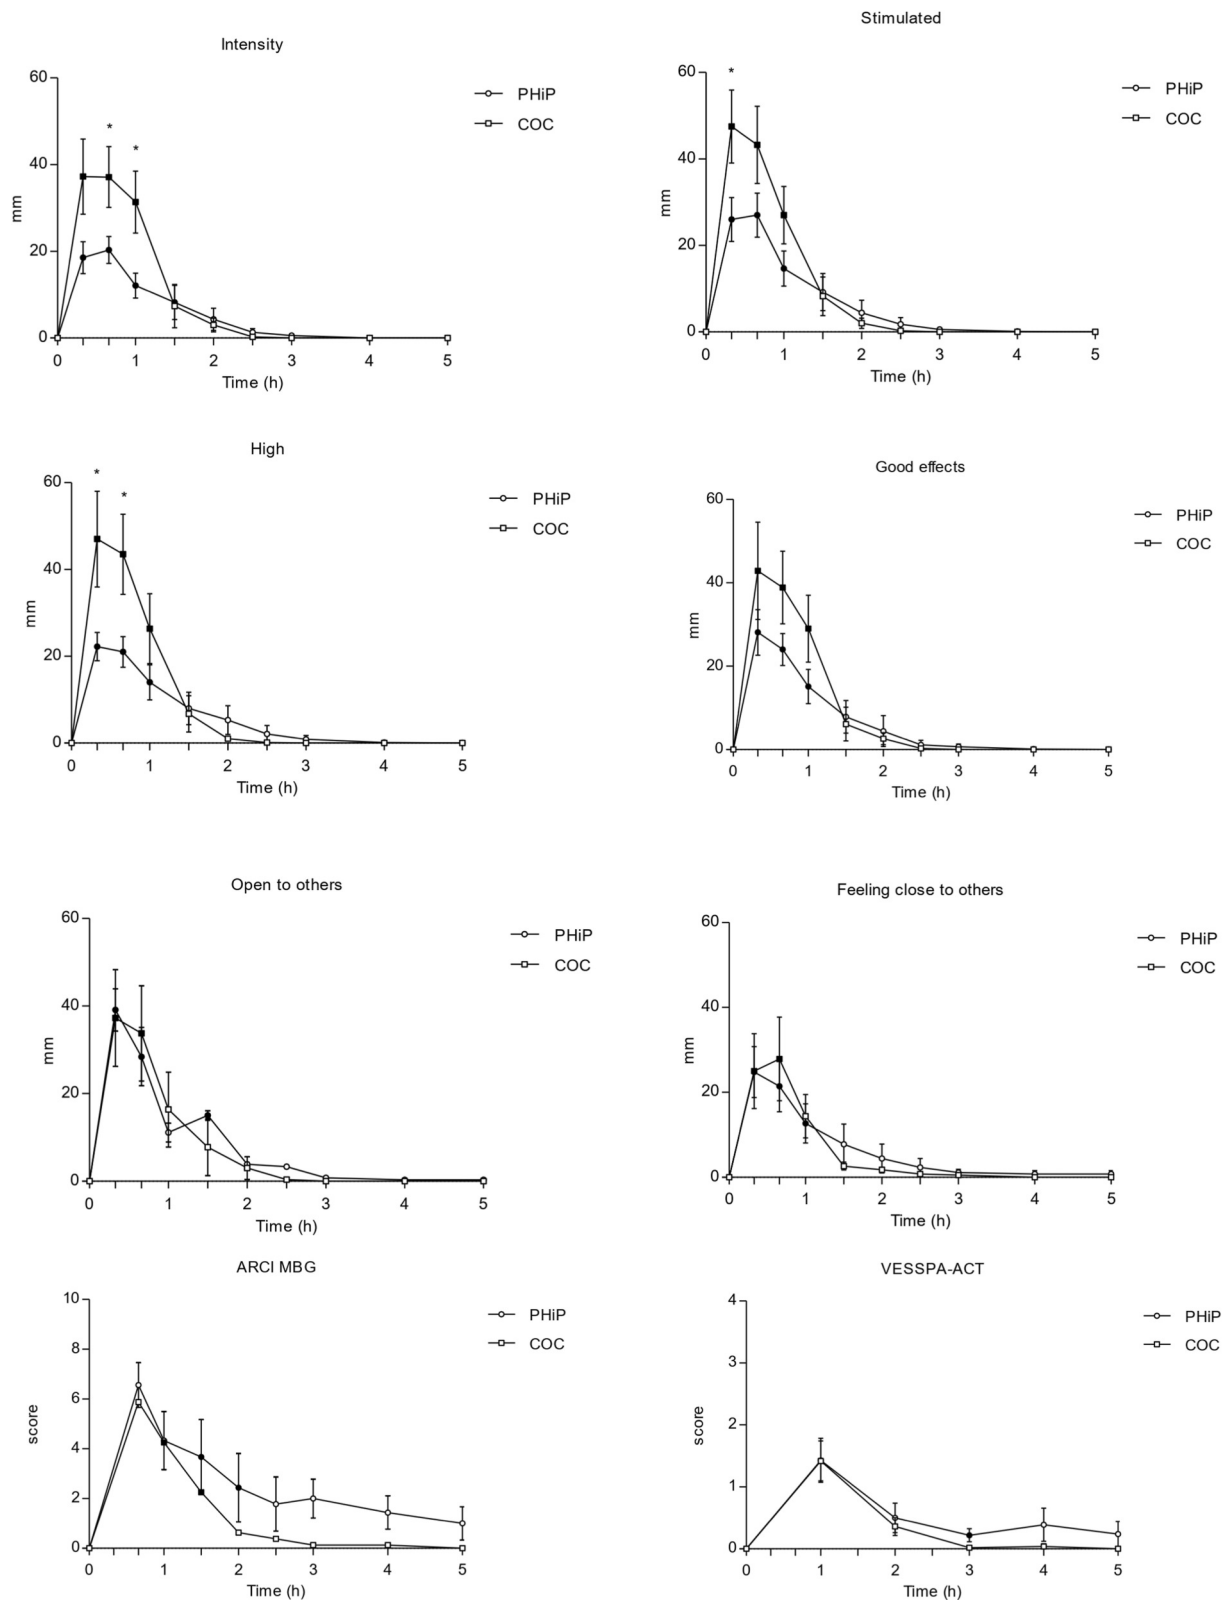 Intensity
60
40
20
0
mm
* *
0 1 2 3 4 5
Time (h)
PHiP
COC
Stimulated
60
40
20
0
mm
*
0 1 2 3 4 5
Time (h)
PHiP
COC
High
60
40
20
0
mm
* *
0 1 2 3 4 5
Time (h)
PHiP
COC
Good effects
60
40
20
0
mm
0 1 2 3 4 5
Time (h)
PHiP
COC
Open to others
60
40
20
0
mm
0 1 2 3 4 5
Time (h)
PHiP
COC
Feeling close to others
60
40
20
0
mm
0 1 2 3 4 5
Time (h)
PHiP
COC
ARCI MBG
10
8
6
4
2
0
score
0 1 2 3 4 5
Time (h)
PHiP
COC
VESSPA-ACT
4
3
2
1
0
score
0 1 2 3 4 5
Time (h)
PHiP
COC